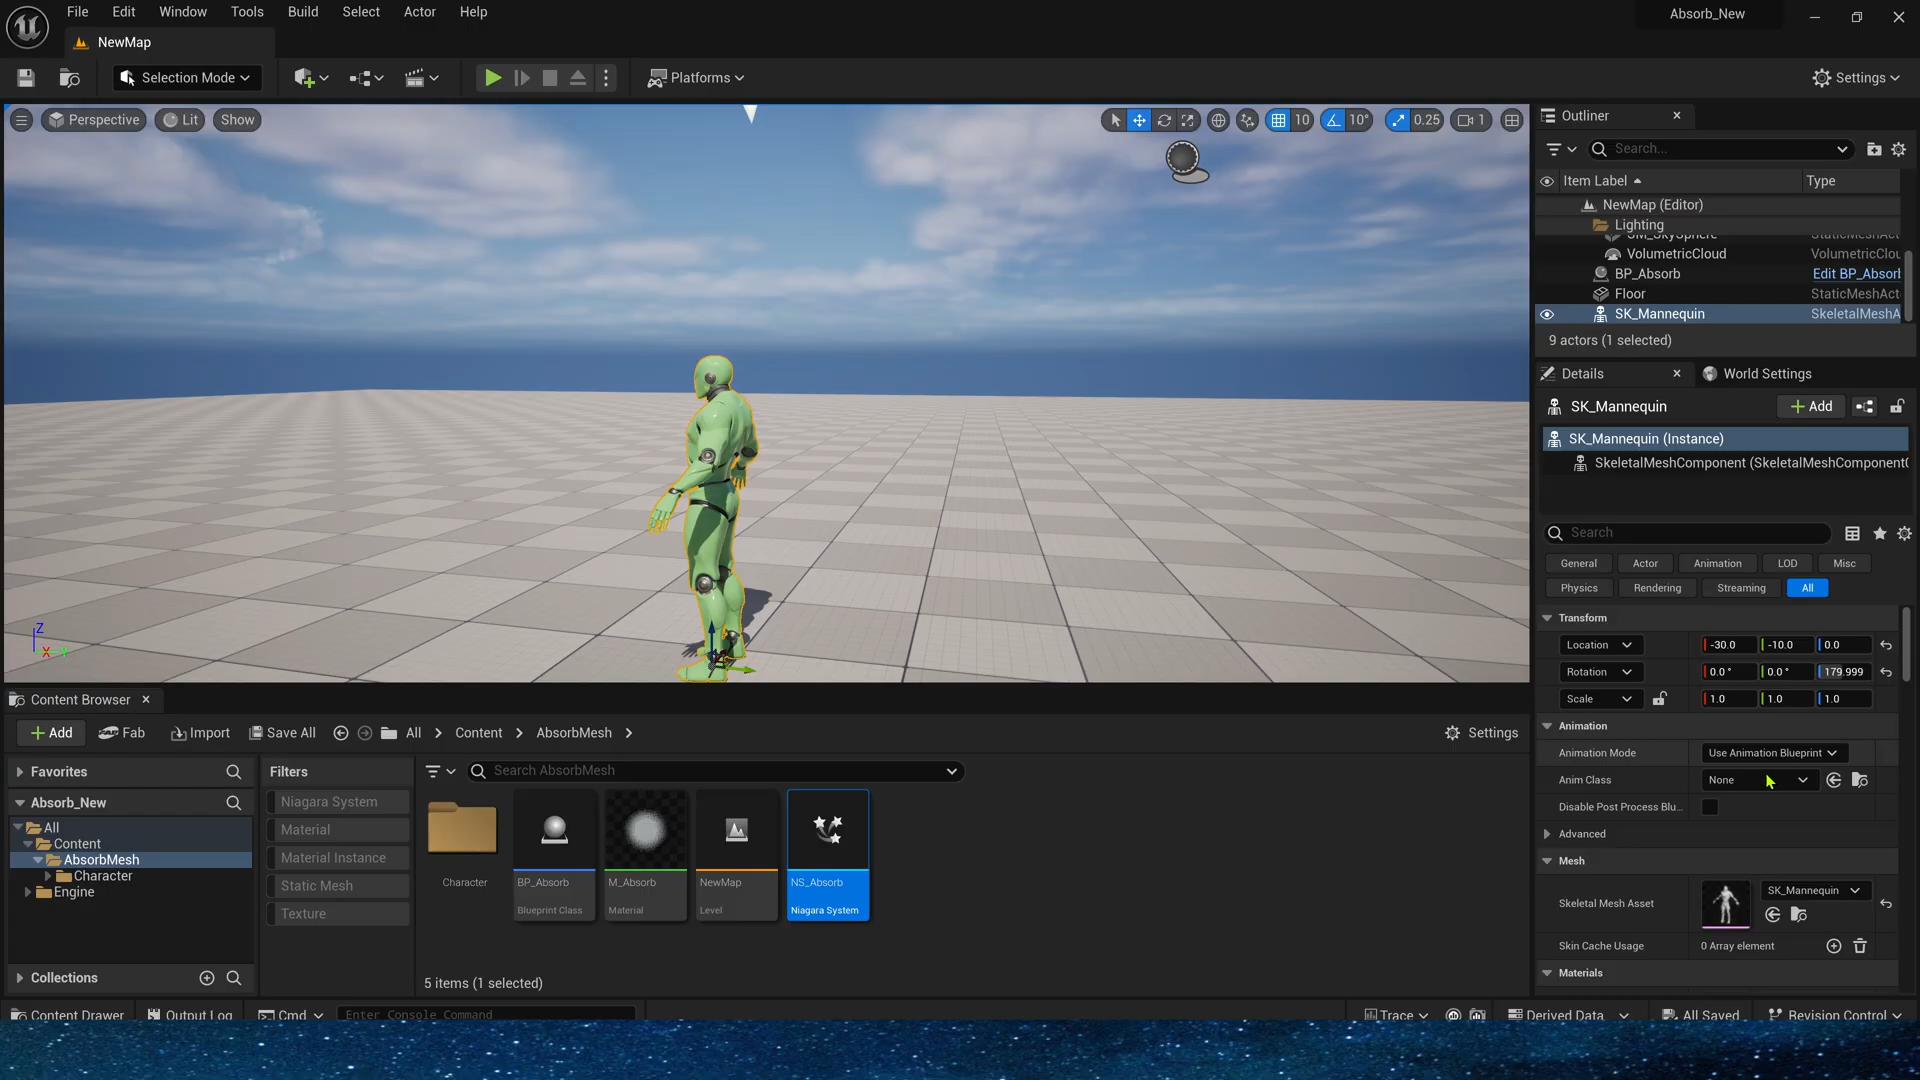 File Edit Window Tools Build Select Actor Help
Absorb_New
NewMap
Selection Mode
Platforms
Settings
Perspective Lit Show
10 10° 0.25 1
Outliner
Search...
Item Label Type
NewMap (Editor)
Lighting
SM_SkySphere StaticMeshAct
VolumetricCloud VolumetricClou
BP_Absorb Edit BP_Absorb
Floor StaticMeshAct
SK_Mannequin SkeletalMeshA
9 actors (1 selected)
Details World Settings
SK_Mannequin Add
SK_Mannequin (Instance)
SkeletalMeshComponent (SkeletalMeshComponent0
Search
General Actor Animation LOD Misc
Physics Rendering Streaming All
Transform
Location -30.0 -10.0 0.0
Rotation 0.0 ° 0.0 ° 179.999
Scale 1.0 1.0 1.0
Animation
Animation Mode Use Animation Blueprint
Anim Class None
Disable Post Process Blu...
Advanced
Mesh
Skeletal Mesh Asset SK_Mannequin
Skin Cache Usage 0 Array element
Materials
Z
X
Y
Content Browser
Add Fab Import Save All All Content AbsorbMesh Settings
Favorites
Absorb_New
All
Content
AbsorbMesh
Character
Engine
Collections
Filters
Niagara System
Material
Material Instance
Static Mesh
Texture
Search AbsorbMesh
Character
BP_Absorb
Blueprint Class
M_Absorb
Material
NewMap
Level
NS_Absorb
Niagara System
5 items (1 selected)
Content Drawer Output Log Cmd Enter Console Command Trace Derived Data All Saved Revision Control